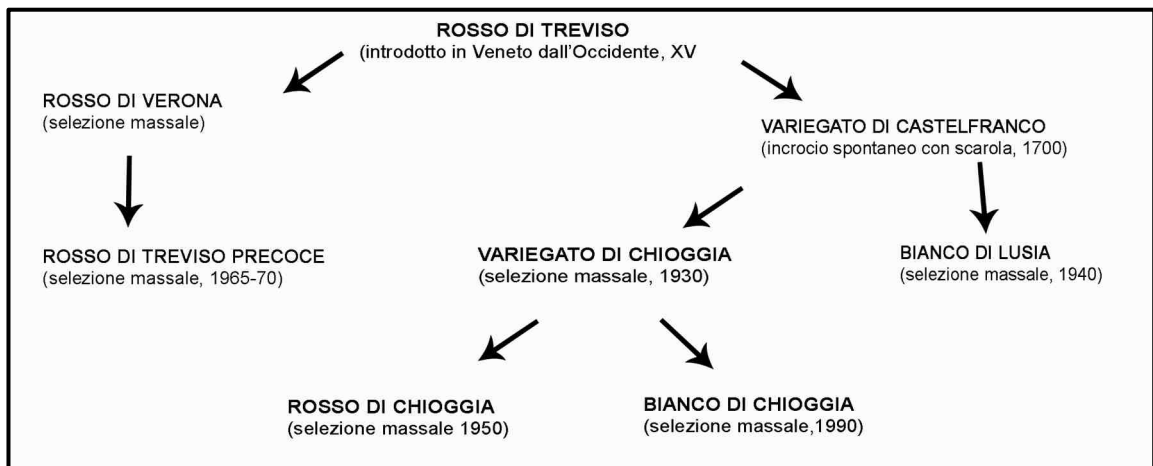 ROSSO DI TREVISO
(introdotto in Veneto dall'Occidente, XV
ROSSO DI VERONA
(selezione massale)
VARIEGATO DI CASTELFRANCO
(incrocio spontaneo con scarola, 1700)
ROSSO DI TREVISO PRECOCE
(selezione massale, 1965-70)
VARIEGATO DI CHIOGGIA
(selezione massale, 1930)
BIANCO DI LUSIA
(selezione massale, 1940)
ROSSO DI CHIOGGIA
(selezione massale 1950)
BIANCO DI CHIOGGIA
(selezione massale,1990)